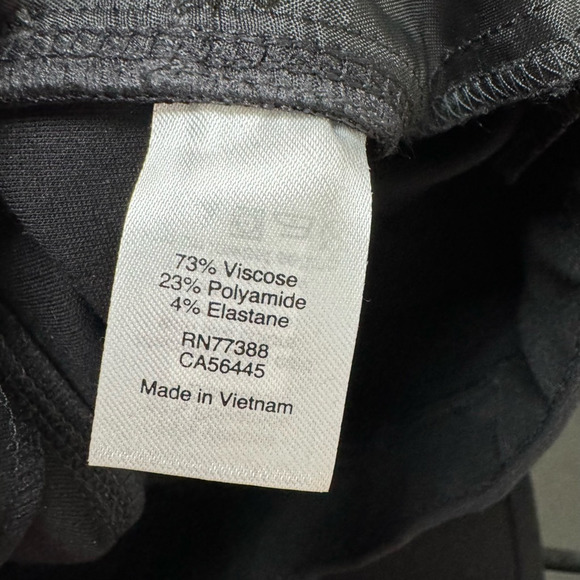 73% Viscose
23% Polyamide
4% Elastane
RN77388
CA56445
Made in Vietnam